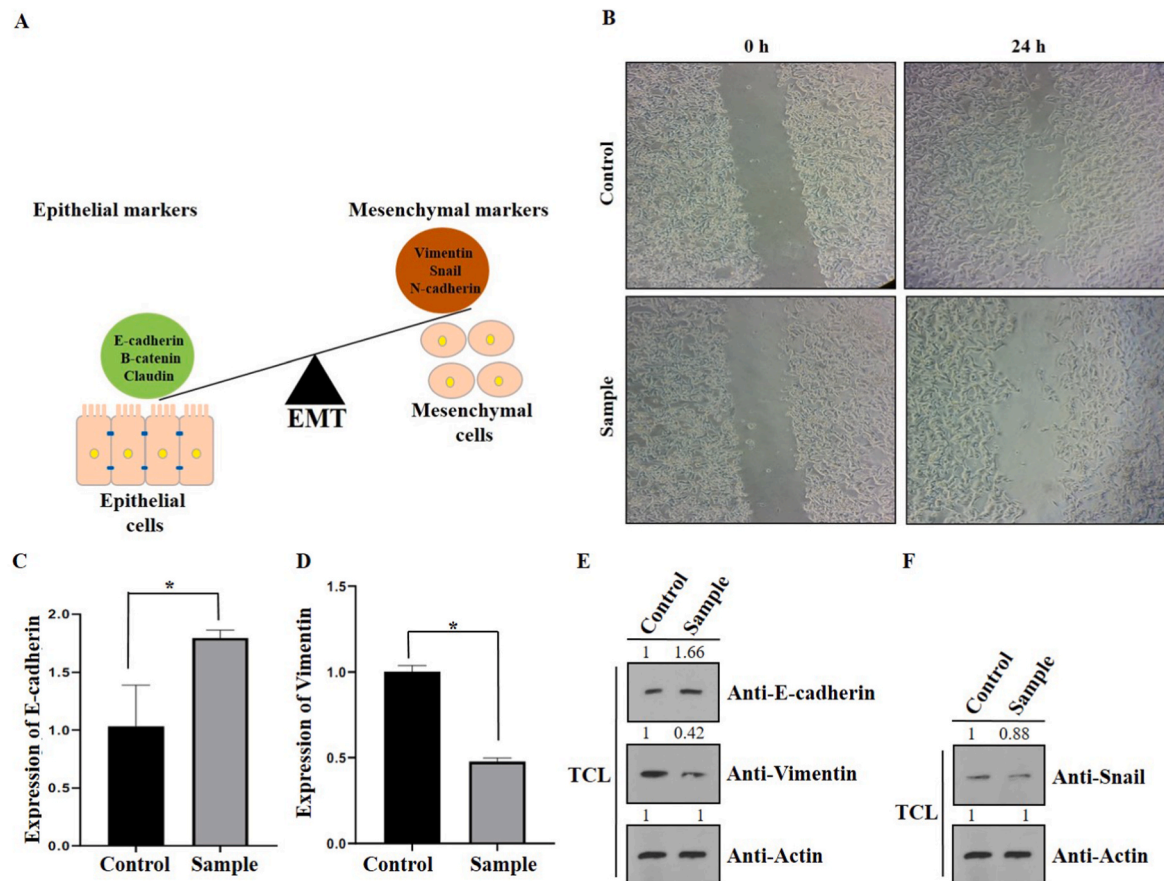 A
Epithelial markers
Mesenchymal markers
Vimentin
Snail
N-cadherin
E-cadherin
B-catenin
Claudin
EMT
Mesenchymal
cells
Epithelial
cells
B
0 h
24 h
Control
Sample
C
*
Expression of E-cadherin
2.0
1.5
1.0
0.5
0.0
Control
Sample
D
*
Expression of Vimentin
1.5
1.0
0.5
0.0
Control
Sample
E
Control
Sample
1 1.66
Anti-E-cadherin
1 0.42
TCL
Anti-Vimentin
1 1
Anti-Actin
F
Control
Sample
1 0.88
Anti-Snail
TCL
1 1
Anti-Actin